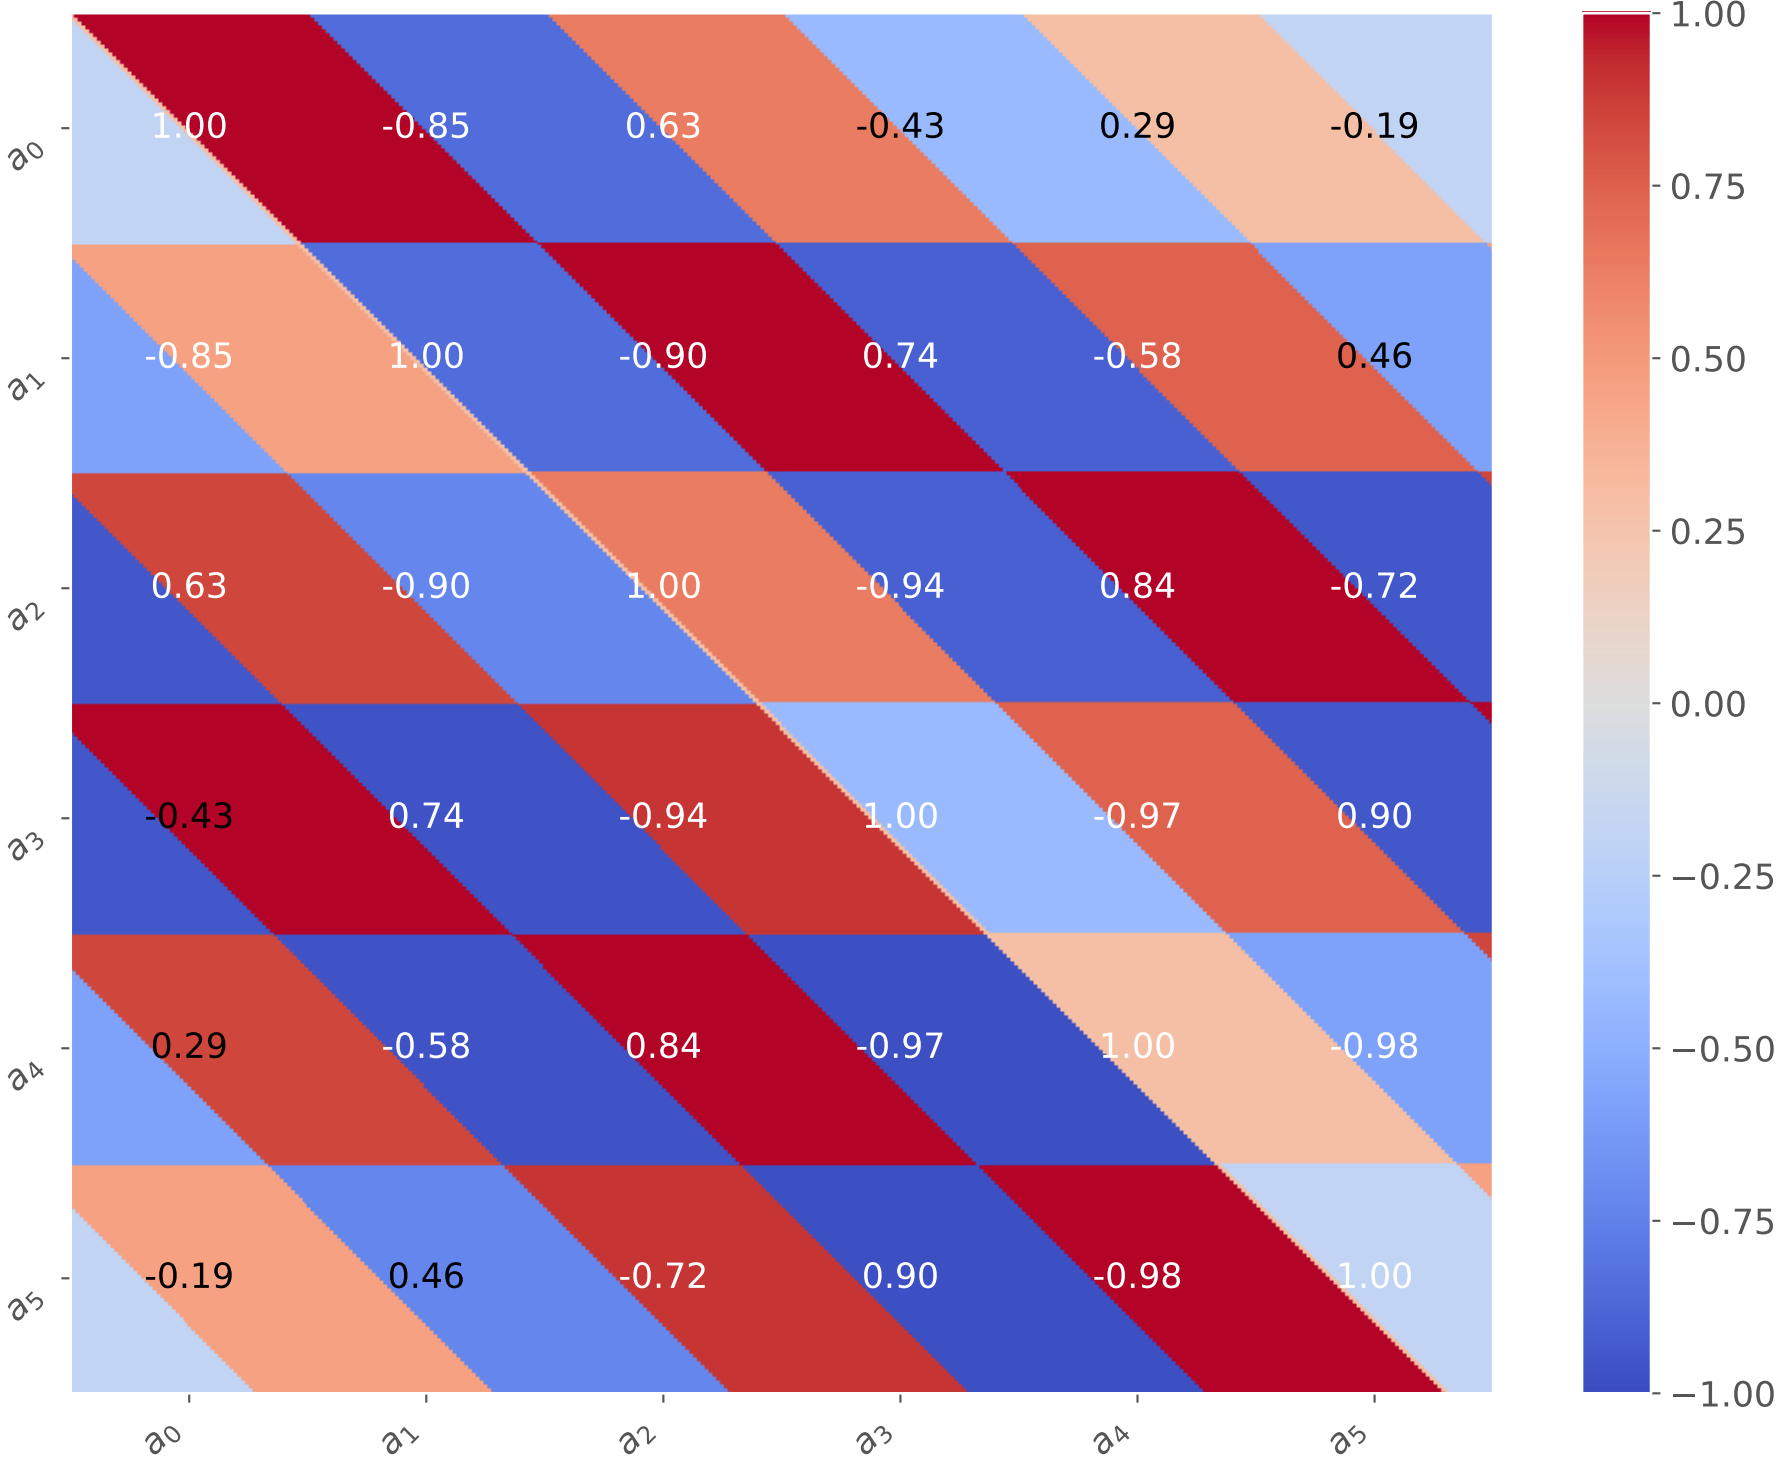 1.00
a0 1.00 -0.85 0.63 -0.43 0.29 -0.19
0.75
0.50
a1 -0.85 1.00 -0.90 0.74 -0.58 0.46
0.25
a2 0.63 -0.90 1.00 -0.94 0.84 -0.72
0.00
a3 -0.43 0.74 -0.94 1.00 -0.97 0.90
−0.25
a4 0.29 -0.58 0.84 -0.97 1.00 -0.98
−0.50
−0.75
a5 -0.19 0.46 -0.72 0.90 -0.98 1.00
−1.00
a0 a1 a2 a3 a4 a5